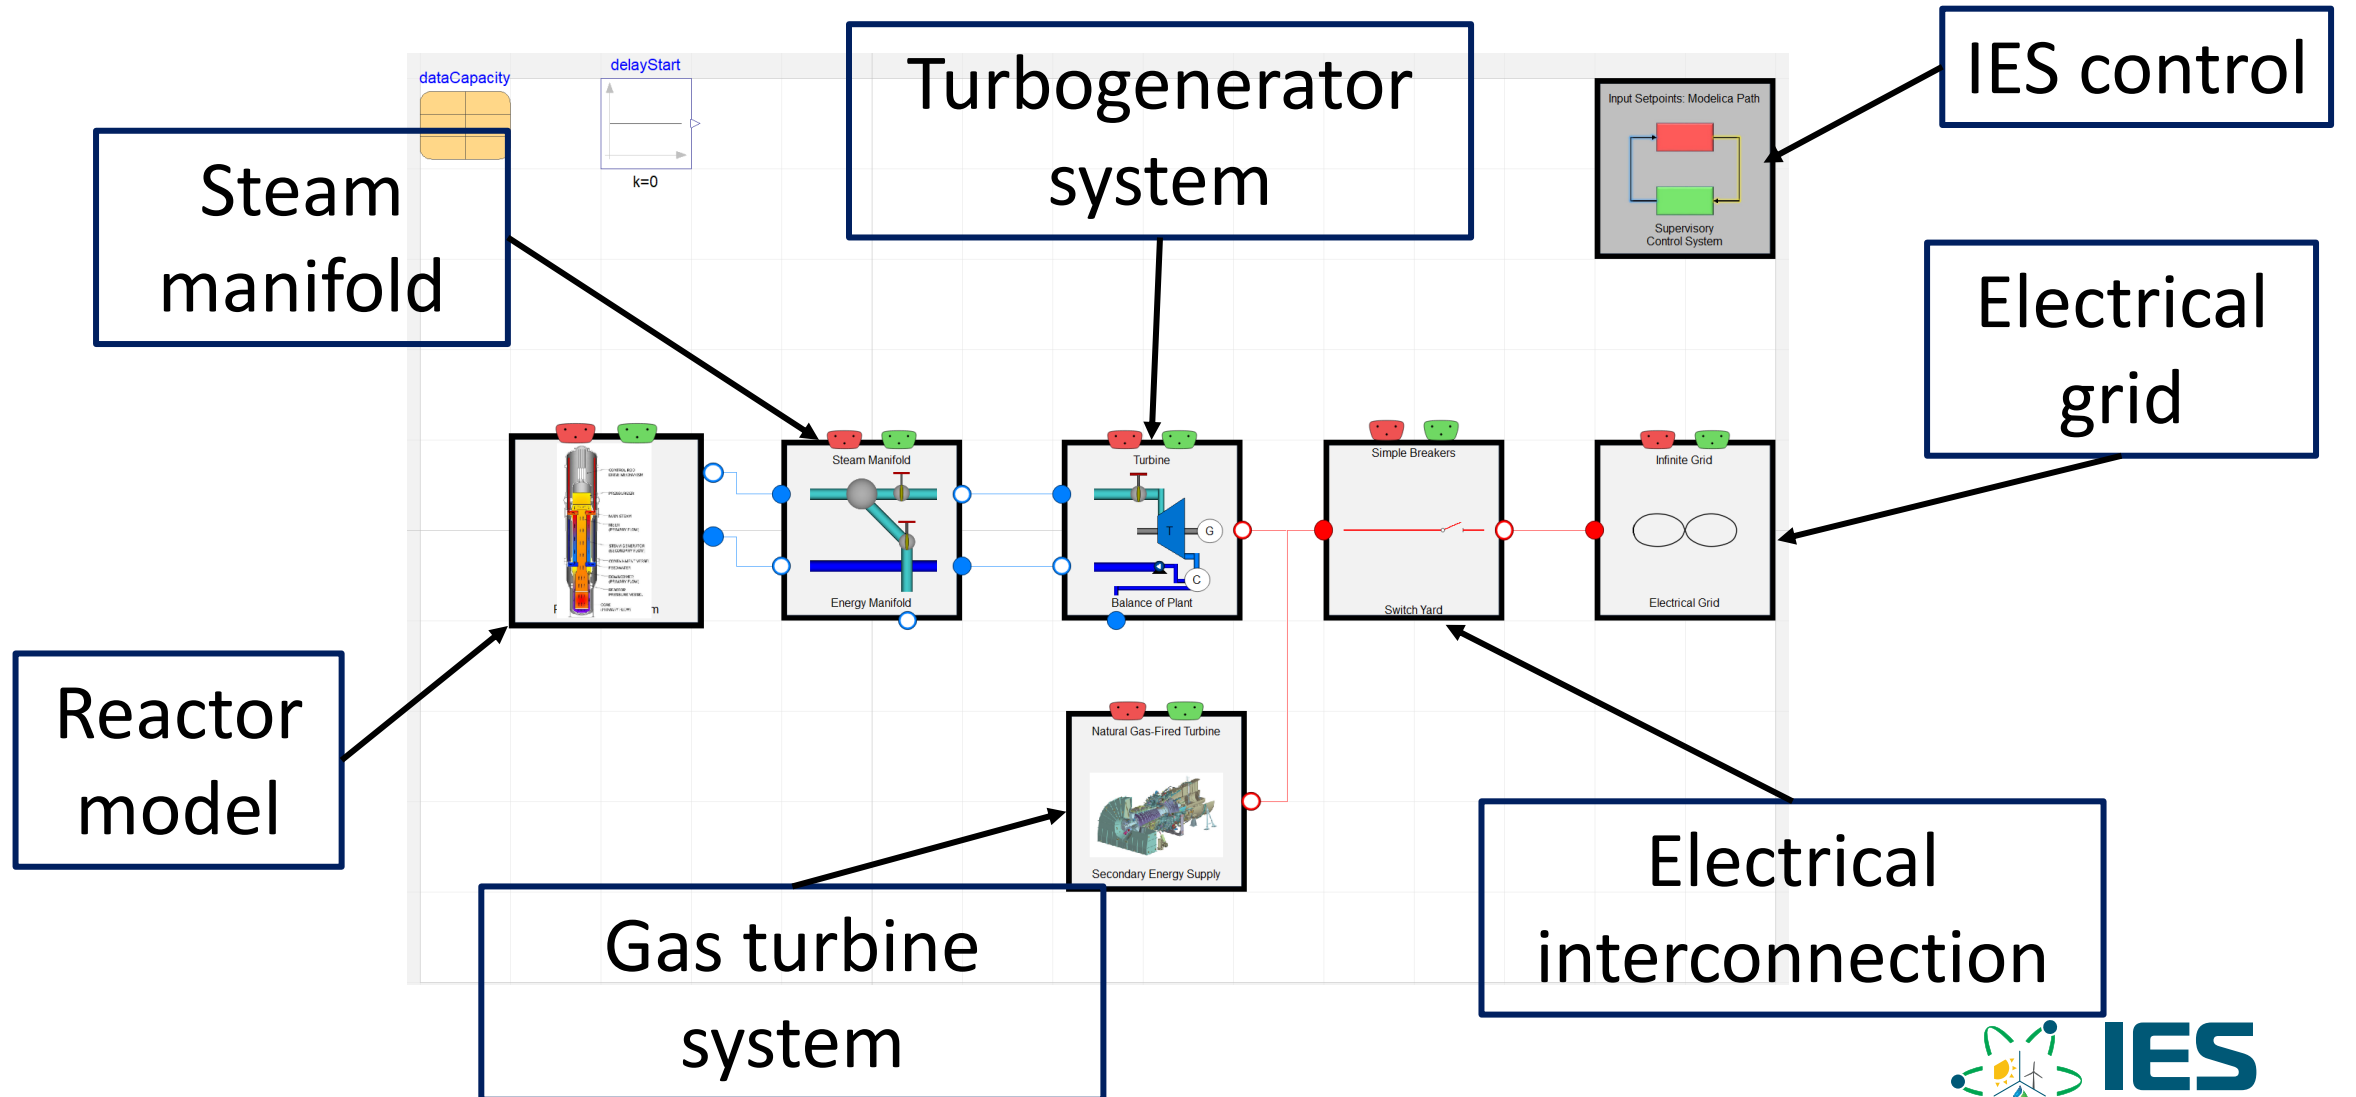 IES control
Turbogenerator
system
dataCapacity
delayStart
k=0
Input Setpoints: Modelica Path
Supervisory
Control System
Steam
manifold
Electrical
grid
Steam Manifold
Energy Manifold
Turbine
T
G
C
Balance of Plant
Simple Breakers
Switch Yard
Infinite Grid
Electrical Grid
Reactor
model
Natural Gas-Fired Turbine
Secondary Energy Supply
Gas turbine
system
Electrical
interconnection
IES